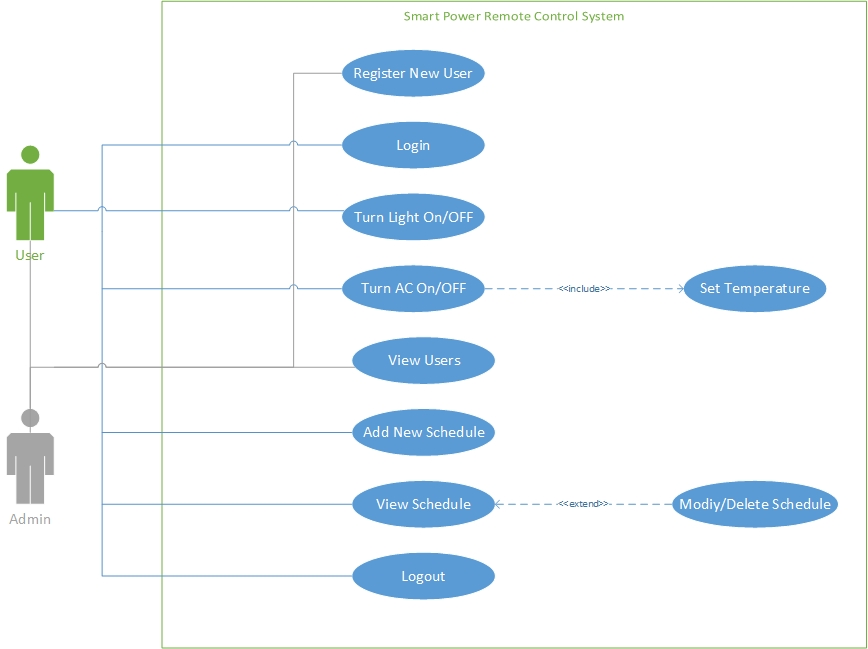 Smart Power Remote Control System
Register New User
Login
Turn Light On/OFF
User
Turn AC On/OFF
<<include>>
Set Temperature
View Users
Add New Schedule
View Schedule
<<extend>>
Modiy/Delete Schedule
Admin
Logout